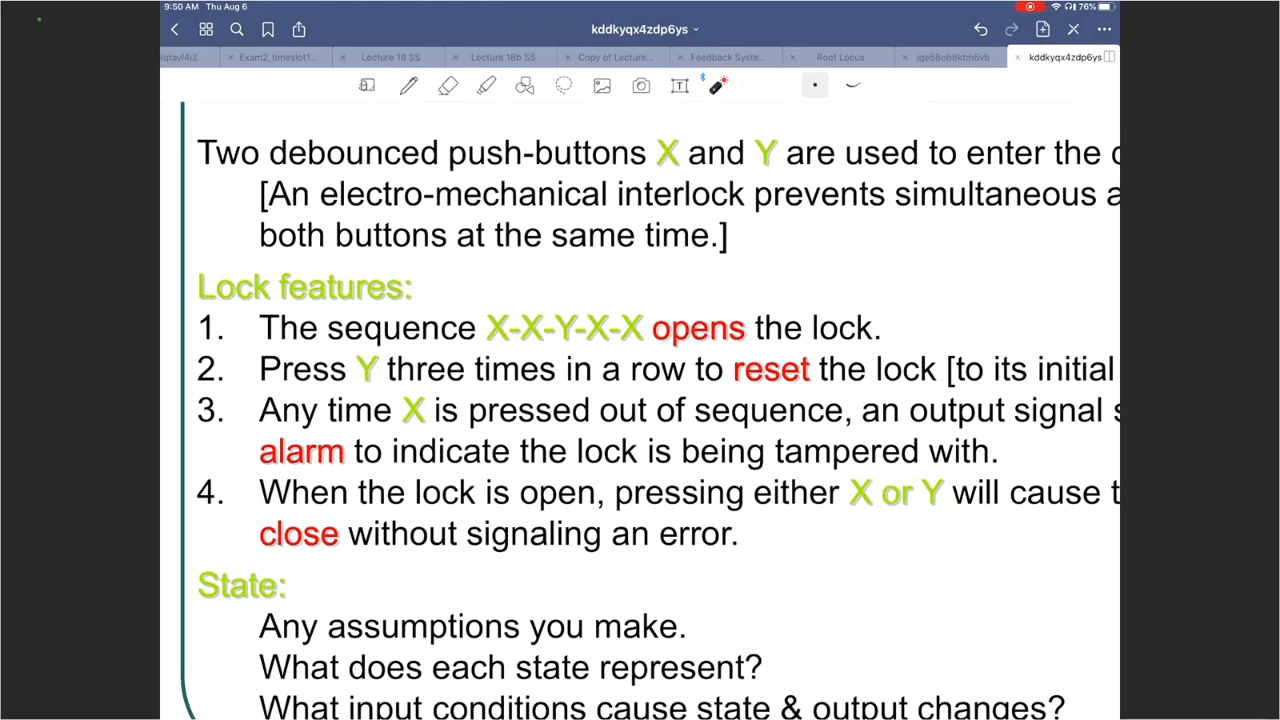 9:50 AM Thu Aug 6
76%
kddkyqx4zdp6ys
Exam2_timeslot1... Lecture 18 SS Lecture 18b SS Copy of Lecture... Feedback Syste... Root Locus jge58ob8ktm6vb kddkyqx4zdp6ys
T
Two debounced push-buttons X and Y are used to enter the
[An electro-mechanical interlock prevents simultaneous
both buttons at the same time.]
Lock features:
1. The sequence X-X-Y-X-X opens the lock.
2. Press Y three times in a row to reset the lock [to its initial
3. Any time X is pressed out of sequence, an output signal
alarm to indicate the lock is being tampered with.
4. When the lock is open, pressing either X or Y will cause
close without signaling an error.
State:
Any assumptions you make.
What does each state represent?
What input conditions cause state & output changes?